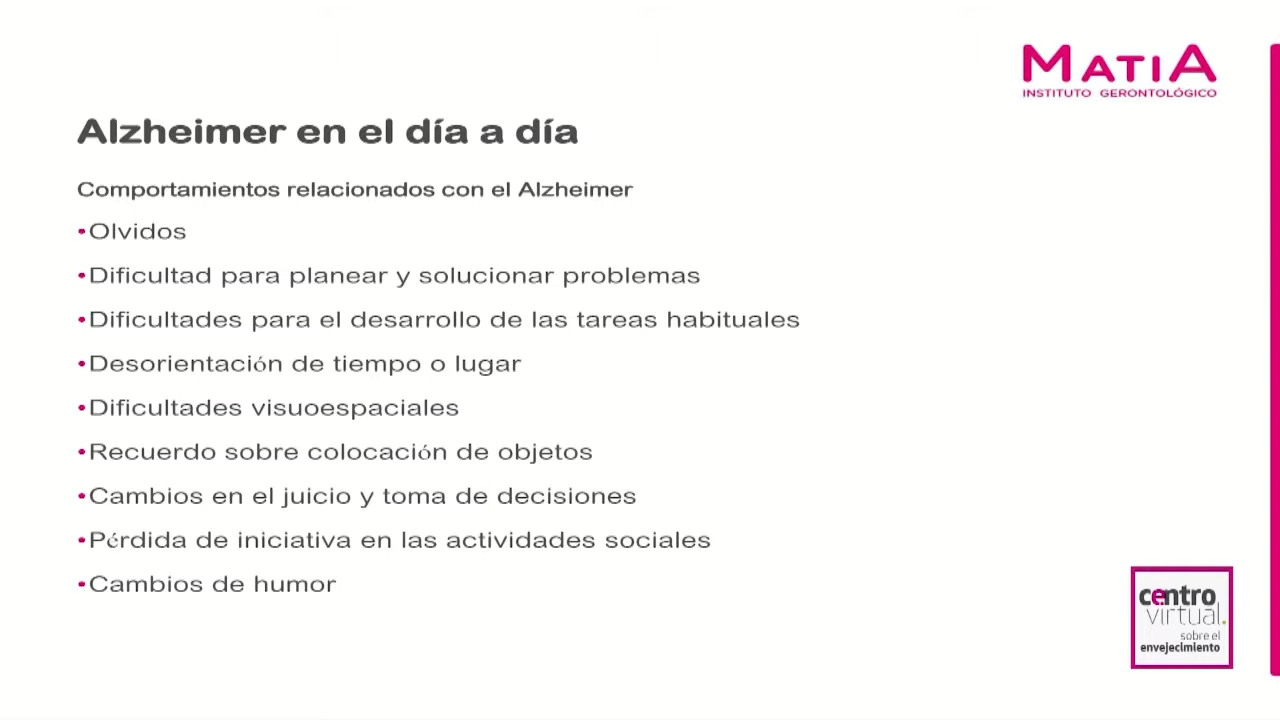 MATIA
INSTITUTO GERONTOLÓGICO
Alzheimer en el día a día
Comportamientos relacionados con el Alzheimer
•Olvidos
•Dificultad para planear y solucionar problemas
•Dificultades para el desarrollo de las tareas habituales
•Desorientación de tiempo o lugar
•Dificultades visuoespaciales
•Recuerdo sobre colocación de objetos
•Cambios en el juicio y toma de decisiones
•Pérdida de iniciativa en las actividades sociales
•Cambios de humor
centro
virtual.
sobre el
envejecimiento